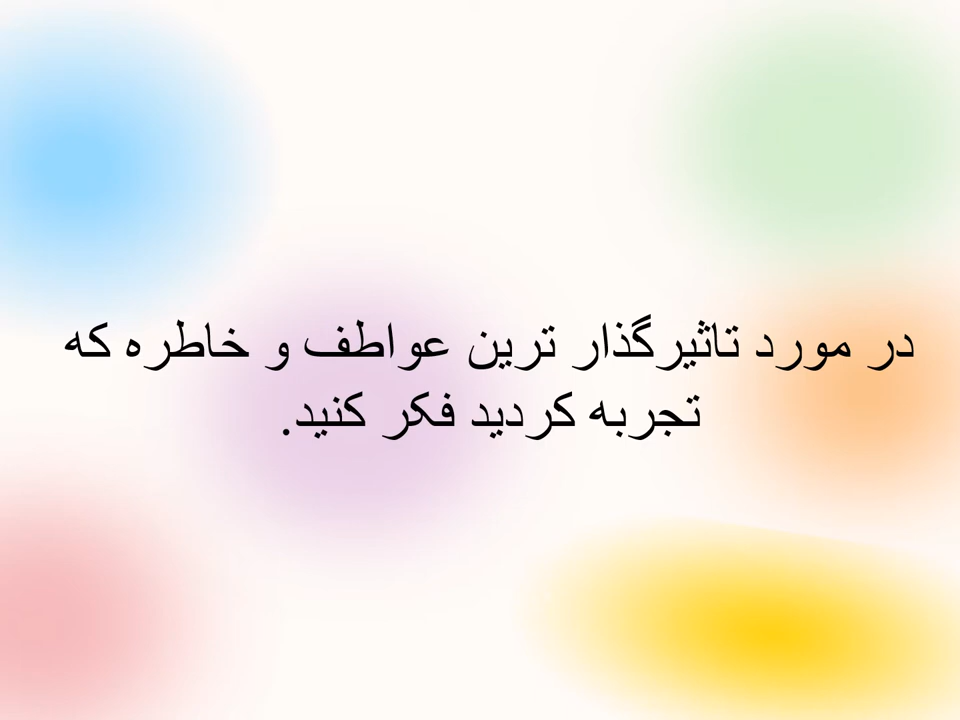 در مورد تاثیرگذار ترین عواطف و خاطره که
تجربه کردید فکر کنید.